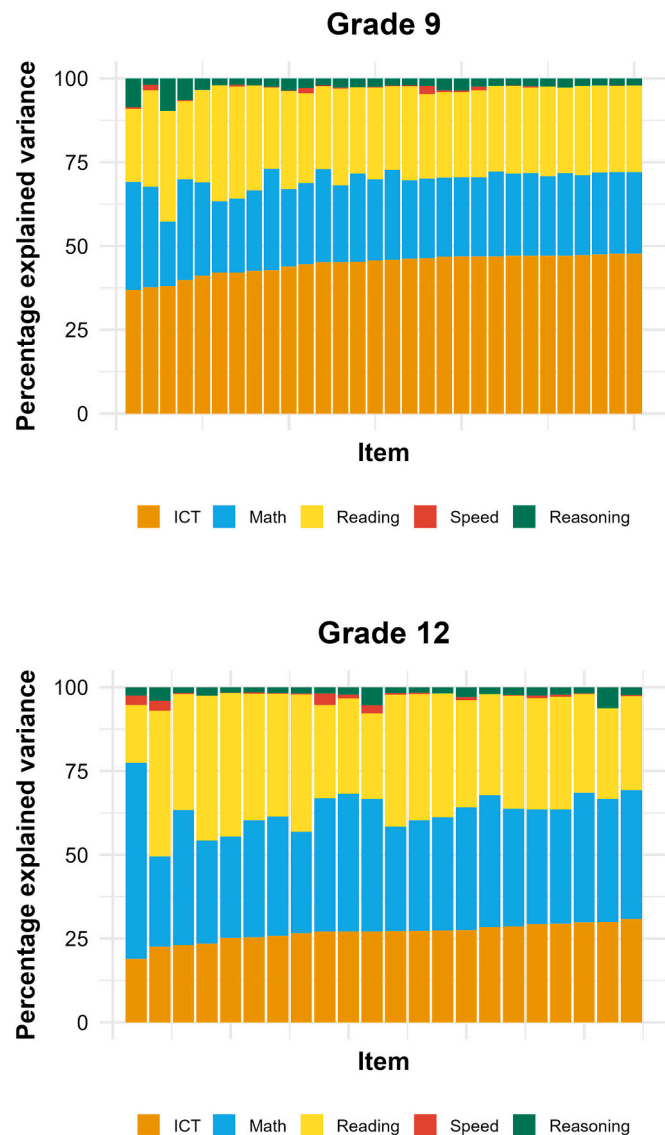 Grade 9
Percentage explained variance
100
75
50
25
0
Item
ICT Math Reading Speed Reasoning
Grade 12
Percentage explained variance
100
75
50
25
0
Item
ICT Math Reading Speed Reasoning